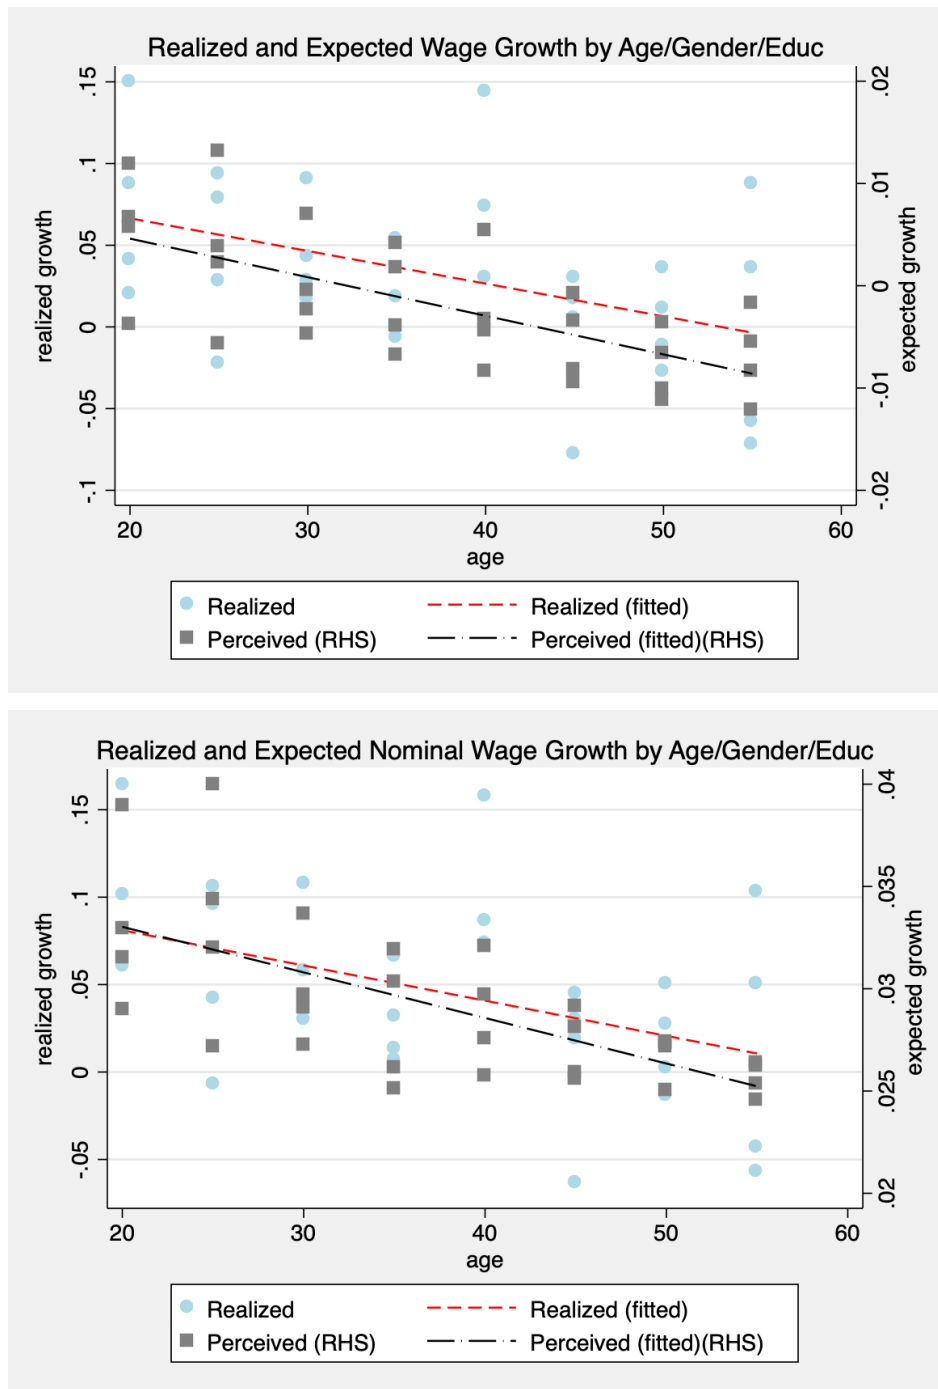 Realized and Expected Wage Growth by Age/Gender/Educ
realized growth
.15
.1
.05
0
-.05
-.1
.02
.01
0
-.01
-.02
expected growth
20 30 40 50 60
age
Realized Realized (fitted)
Perceived (RHS) Perceived (fitted)(RHS)
Realized and Expected Nominal Wage Growth by Age/Gender/Educ
realized growth
.15
.1
.05
0
-.05
.04
.035
.03
.025
.02
expected growth
20 30 40 50 60
age
Realized Realized (fitted)
Perceived (RHS) Perceived (fitted)(RHS)